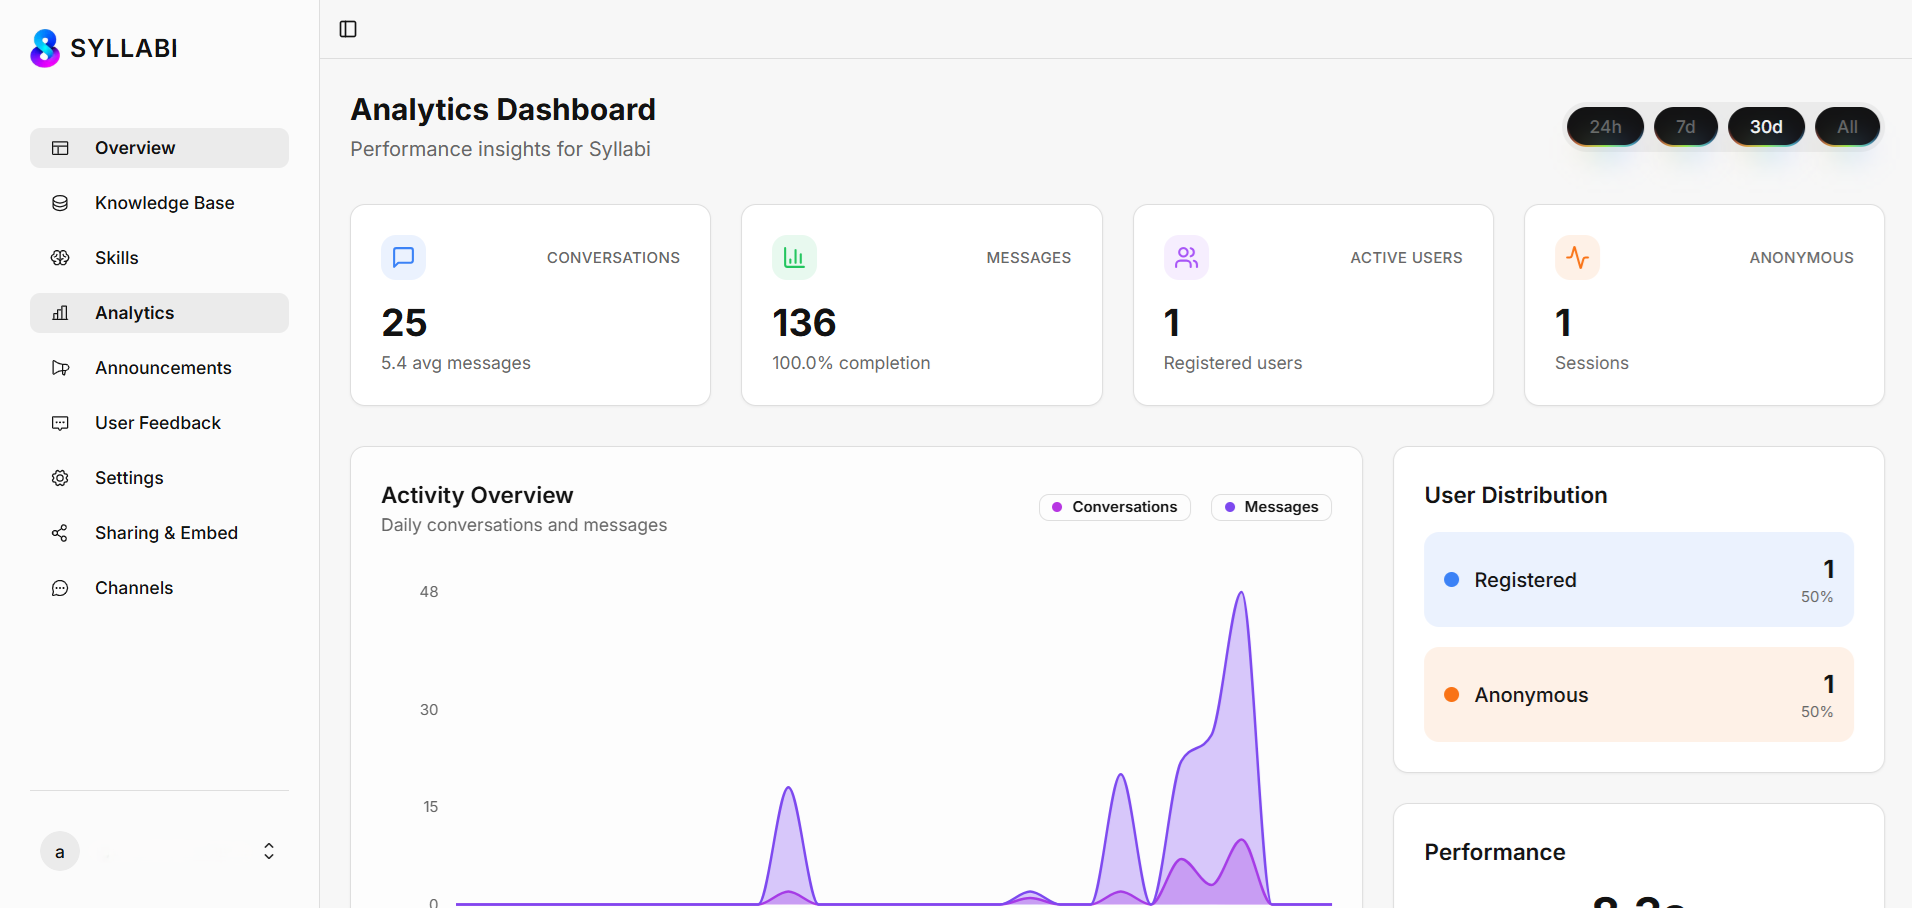 SYLLABI
Overview
Knowledge Base
Skills
Analytics
Announcements
User Feedback
Settings
Sharing & Embed
Channels
a
Analytics Dashboard
Performance insights for Syllabi
24h 7d 30d All
CONVERSATIONS
25
5.4 avg messages
MESSAGES
136
100.0% completion
ACTIVE USERS
1
Registered users
ANONYMOUS
1
Sessions
Activity Overview
Daily conversations and messages
Conversations Messages
48
30
15
0
User Distribution
Registered
1
50%
Anonymous
1
50%
Performance